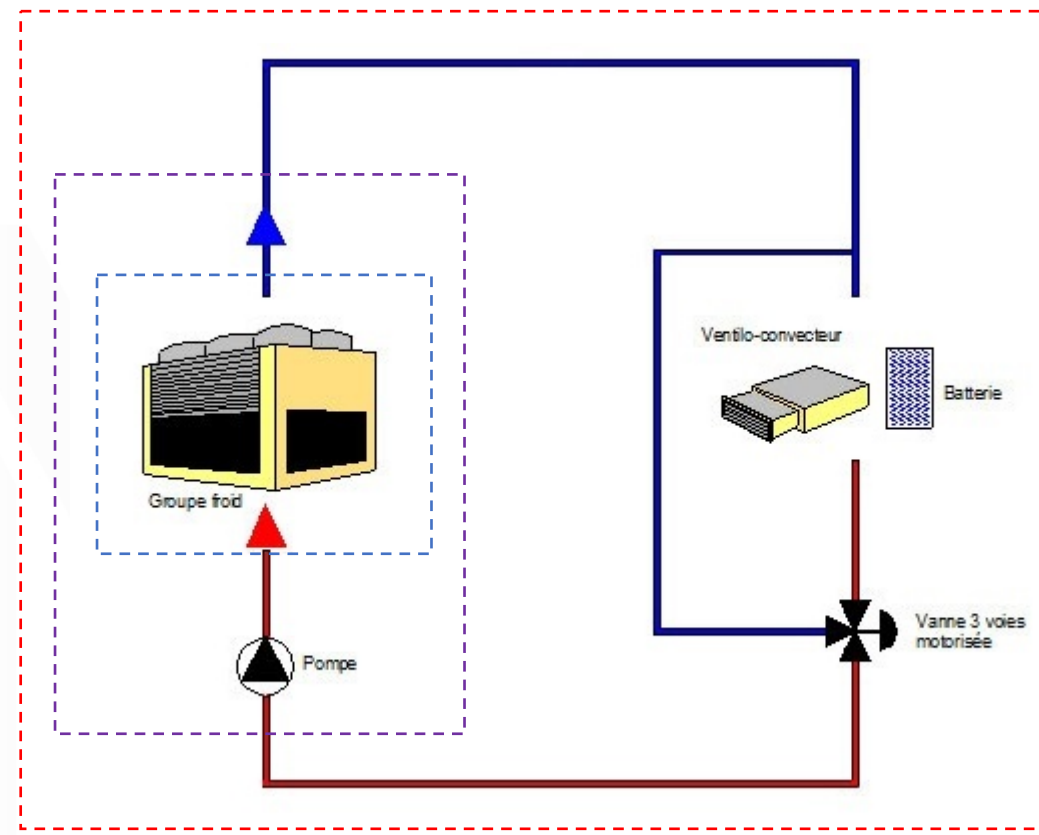 Ventilo-convecteur
Batterie
Groupe froid
Pompe
Vanne 3 voies
motorisée